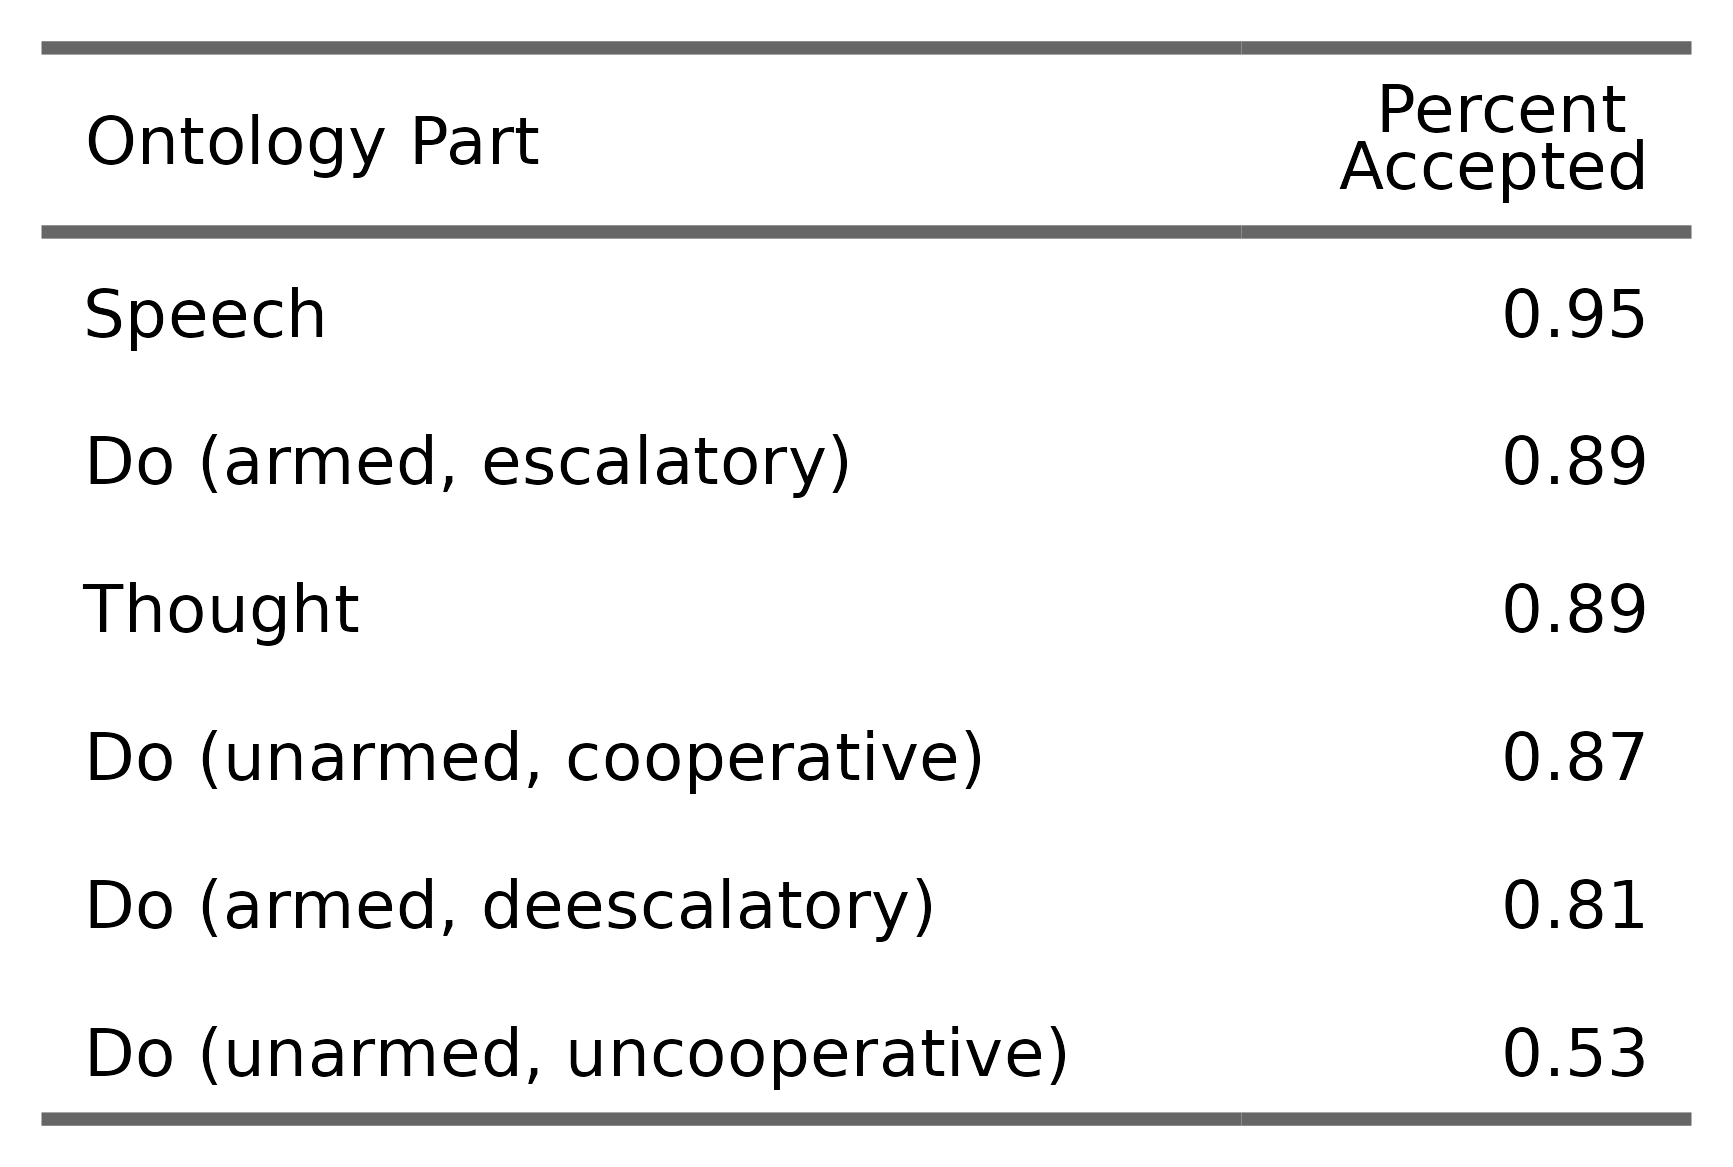 Ontology Part Percent Accepted
Speech 0.95
Do (armed, escalatory) 0.89
Thought 0.89
Do (unarmed, cooperative) 0.87
Do (armed, deescalatory) 0.81
Do (unarmed, uncooperative) 0.53